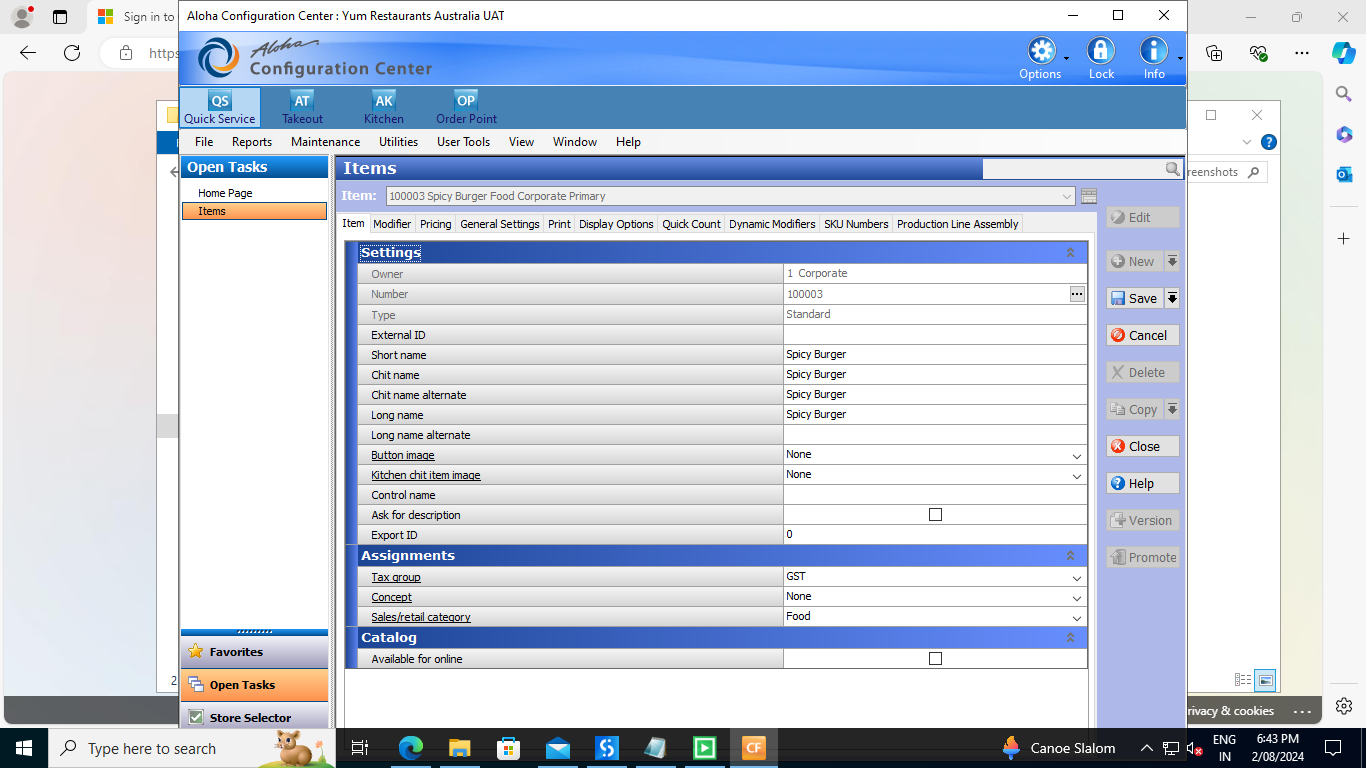 Sign in to
Aloha Configuration Center : Yum Restaurants Australia UAT
https
Aloha
Configuration Center
Options
Lock
Info
QS
AT
AK
OP
Quick Service
Takeout
Kitchen
Order Point
File
Reports
Maintenance
Utilities
User Tools
View
Window
Help
Open Tasks
Home Page
Items
Items
Item:
100003 Spicy Burger Food Corporate Primary
Item
Modifier
Pricing
General Settings
Print
Display Options
Quick Count
Dynamic Modifiers
SKU Numbers
Production Line Assembly
Settings
Owner
1 Corporate
Number
100003
Type
Standard
External ID
Short name
Spicy Burger
Chit name
Spicy Burger
Chit name alternate
Spicy Burger
Long name
Spicy Burger
Long name alternate
Button image
None
Kitchen chit item image
None
Control name
Ask for description
Export ID
0
Assignments
Tax group
GST
Concept
None
Sales/retail category
Food
Catalog
Available for online
Edit
New
Save
Cancel
Delete
Copy
Close
Help
Version
Promote
Favorites
Open Tasks
Store Selector
2
reenshots
rivacy & cookies
Type here to search
CF
Canoe Slalom
ENG
IN
6:43 PM
2/08/2024